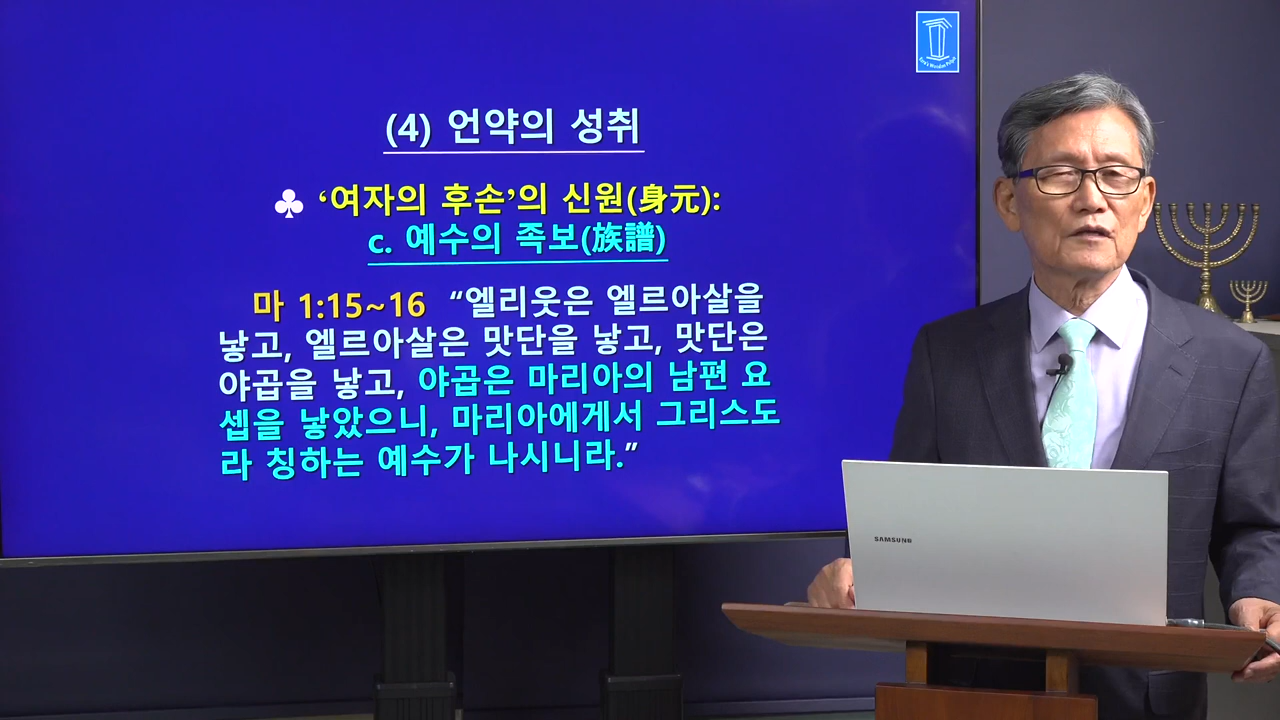 (4) 언약의 성취
♣ ‘여자의 후손’의 신원(身元):
c. 예수의 족보(族譜)
마 1:15~16 “엘리웃은 엘르아살을
낳고, 엘르아살은 맛단을 낳고, 맛단은
야곱을 낳고, 야곱은 마리아의 남편 요
셉을 낳았으니, 마리아에게서 그리스도
라 칭하는 예수가 나시니라.”
SAMSUNG